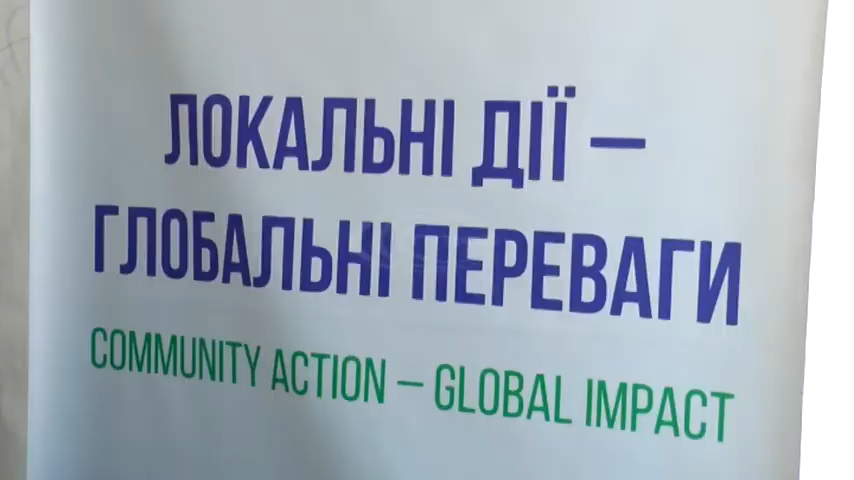 ЛОКАЛЬНІ ДІЇ –
ГЛОБАЛЬНІ ПЕРЕВАГИ
COMMUNITY ACTION – GLOBAL IMPACT